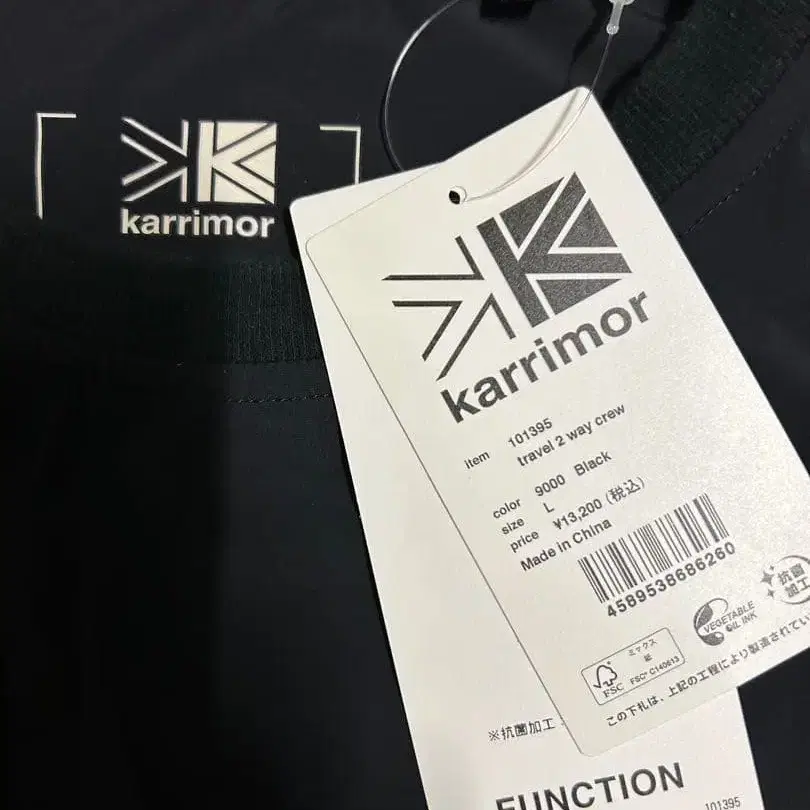 karrimor
karrimor
item 101395
travel 2 way crew
color 9000 Black
size L
price ¥13,200 (税込)
Made in China
4589538686260
抗菌
加工
VEGETABLE
OIL INK
ミックス
紙
FSC
FSC® C140613
この下札は、上記の工程により製造されてい
※抗菌加工
FUNCTION
101395